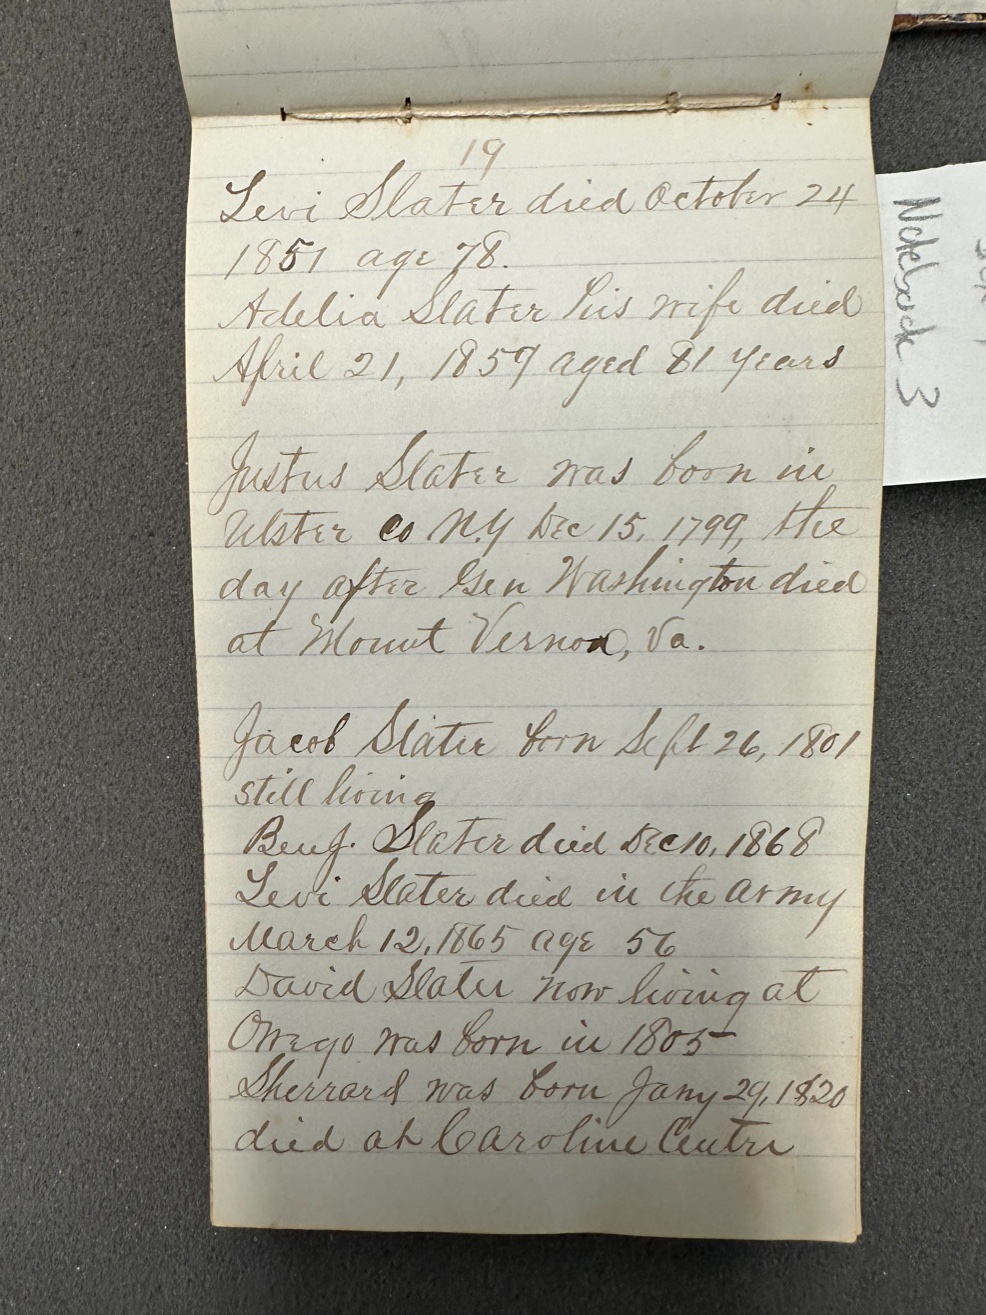 19
Levi Slater died October 24
1851 age 78.
Adelia Slater his wife died
April 21, 1859 aged 81 years
Justus Slater was born in
Ulster co N.Y Dec 15, 1799, the
day after Gen Washington died
at Mount Vernon, Va.
Jacob Slater born Sept 26, 1801
still living
Benj. Slater died Dec 10, 1868
Levi Slater died in the army
March 12, 1865 age 56
David Slater now living at
Owego was born in 1805
Sherrard was born Jany 29, 1820
died at Caroline Centre
Notebook 3